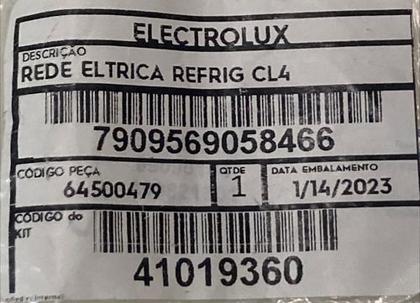 ELECTROLUX
DESCRIÇÃO
REDE ELTRICA REFRIG CL4
7909569058466
CÓDIGO PEÇA QTDE DATA EMBALAMENTO
64500479 1 1/14/2023
CÓDIGO do
KIT
41019360